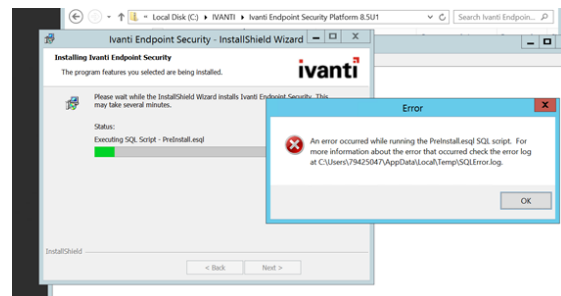 « Local Disk (C:) ▸ IVANTI ▸ Ivanti Endpoint Security Platform 8.5U1
Search Ivanti Endpoin...
Ivanti Endpoint Security - InstallShield Wizard
Installing Ivanti Endpoint Security
The program features you selected are being installed.
ivanti
Please wait while the InstallShield Wizard installs Ivanti Endpoint Security. This
may take several minutes.
Status:
Executing SQL Script - PreInstall.esql
InstallShield
< Back
Next >
Error
An error occurred while running the PreInstall.esql SQL script. For
more information about the error that occurred check the error log
at C:\Users\79425047\AppData\Local\Temp\SQLError.log.
OK